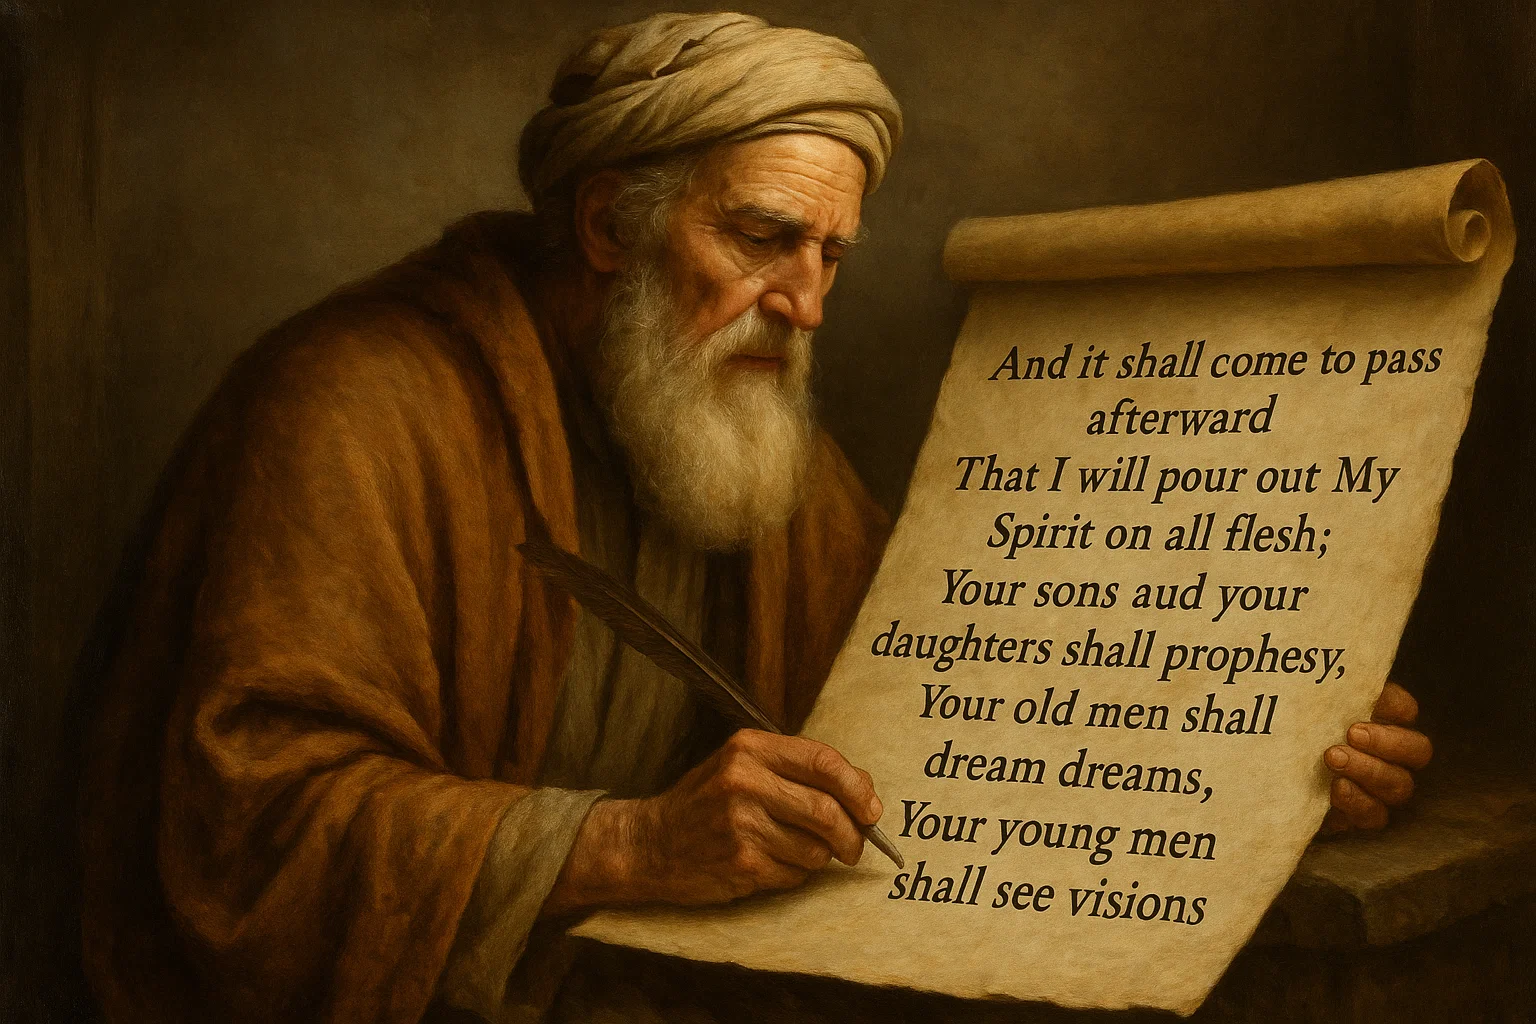 And it shall come to pass
afterward
That I will pour out My
Spirit on all flesh;
Your sons aud your
daughters shall prophesy,
Your old men shall
dream dreams,
Your young men
shall see visions